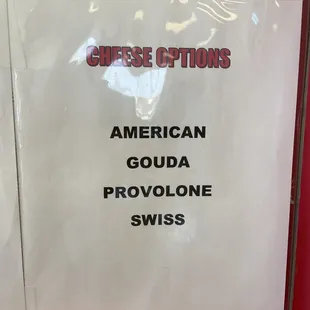 CHEESE OPTIONS
AMERICAN
GOUDA
PROVOLONE
SWISS